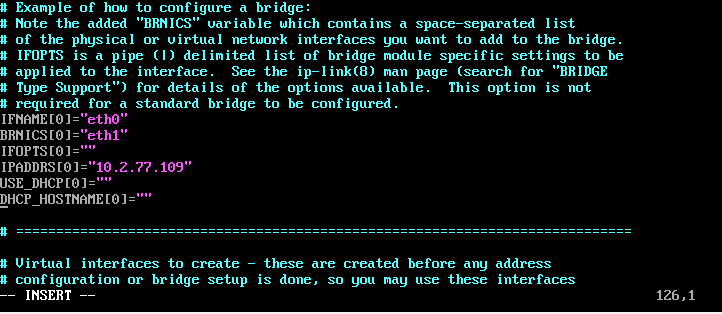 # Example of how to configure a bridge:
# Note the added "BRNICS" variable which contains a space-separated list
# of the physical or virtual network interfaces you want to add to the bridge.
# IFOPTS is a pipe (|) delimited list of bridge module specific settings to be
# applied to the interface.  See the ip-link(8) man page (search for "BRIDGE
# Type Support") for details of the options available.  This option is not
# required for a standard bridge to be configured.
IFNAME[0]="eth0"
BRNICS[0]="eth1"
IFOPTS[0]=""
IPADDRS[0]="10.2.77.109"
USE_DHCP[0]=""
DHCP_HOSTNAME[0]=""
# =============================================================================
# Virtual interfaces to create - these are created before any address
# configuration or bridge setup is done, so you may use these interfaces
-- INSERT -- 126,1